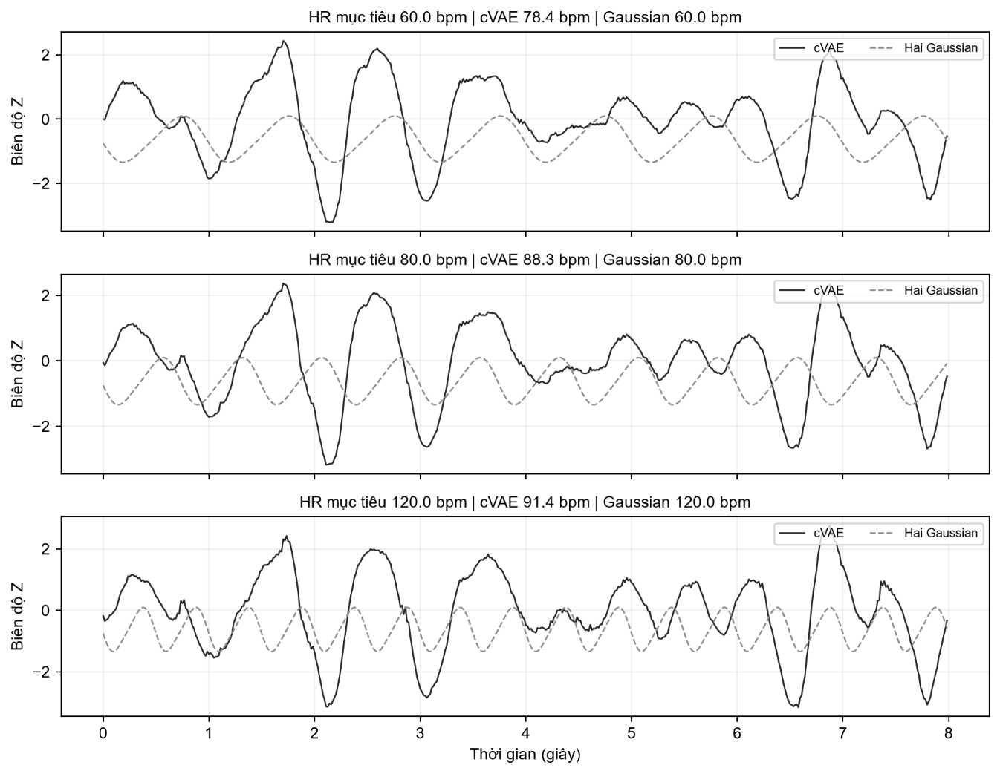 HR mục tiêu 60.0 bpm | cVAE 78.4 bpm | Gaussian 60.0 bpm
cVAE Hai Gaussian
Biên độ Z
2
0
−2
HR mục tiêu 80.0 bpm | cVAE 88.3 bpm | Gaussian 80.0 bpm
cVAE Hai Gaussian
Biên độ Z
2
0
−2
HR mục tiêu 120.0 bpm | cVAE 91.4 bpm | Gaussian 120.0 bpm
cVAE Hai Gaussian
Biên độ Z
2
0
−2
0 1 2 3 4 5 6 7 8
Thời gian (giây)